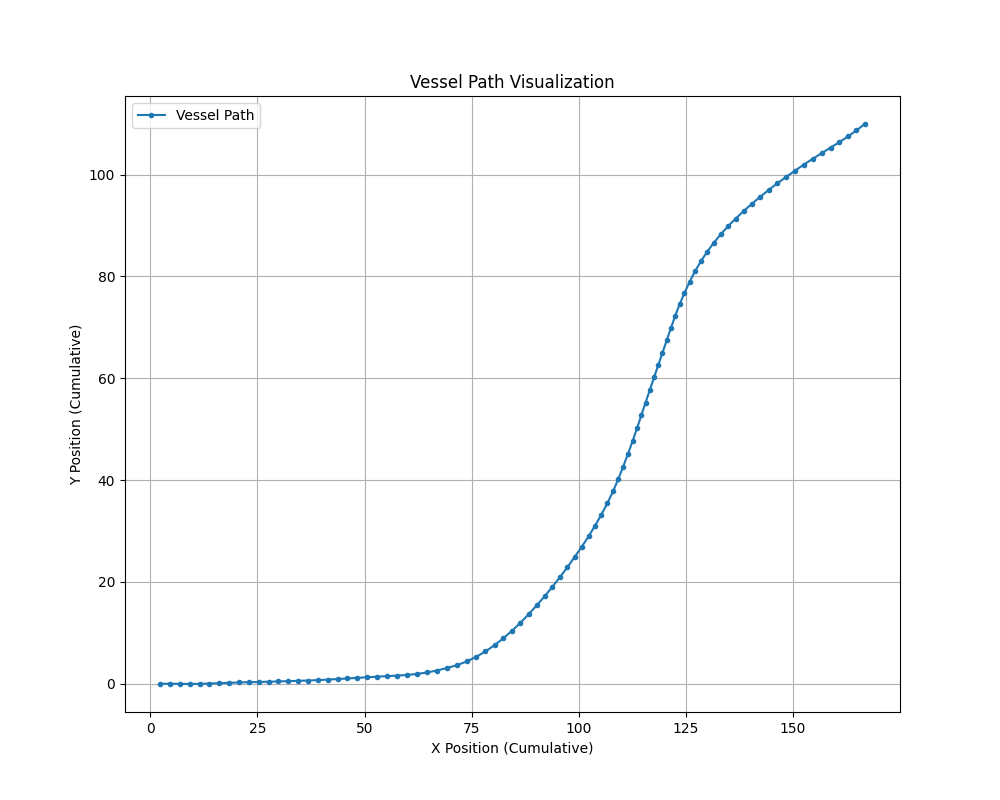 Vessel Path Visualization
Vessel Path
Y Position (Cumulative)
100
80
60
40
20
0
0 25 50 75 100 125 150
X Position (Cumulative)